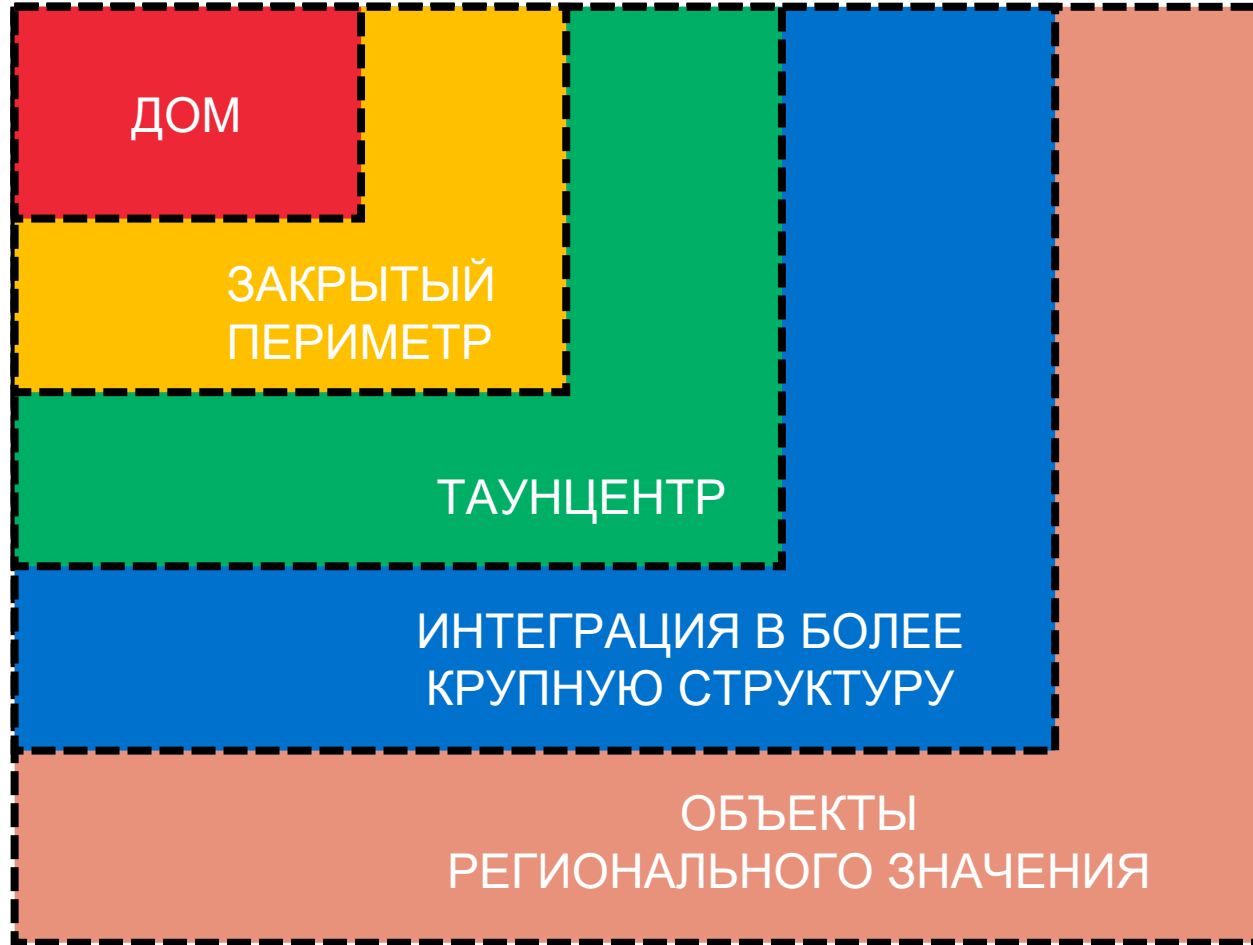 ДОМ
ЗАКРЫТЫЙ
ПЕРИМЕТР
ТАУНЦЕНТР
ИНТЕГРАЦИЯ В БОЛЕЕ
КРУПНУЮ СТРУКТУРУ
ОБЪЕКТЫ
РЕГИОНАЛЬНОГО ЗНАЧЕНИЯ